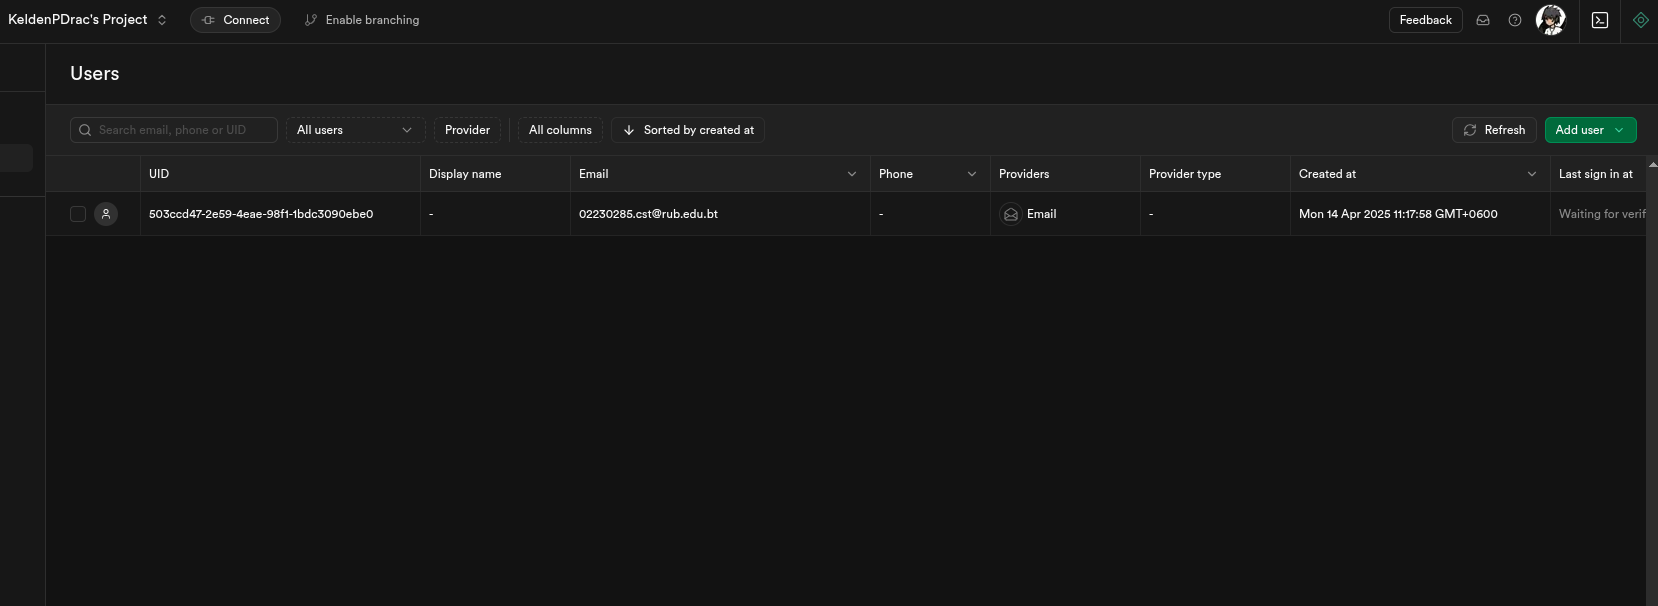 KeldenPDrac's Project Connect Enable branching Feedback
Users
Search email, phone or UID All users Provider All columns Sorted by created at Refresh Add user
UID Display name Email Phone Providers Provider type Created at Last sign in at
503ccd47-2e59-4eae-98f1-1bdc3090ebe0 - 02230285.cst@rub.edu.bt - Email - Mon 14 Apr 2025 11:17:58 GMT+0600 Waiting for verif